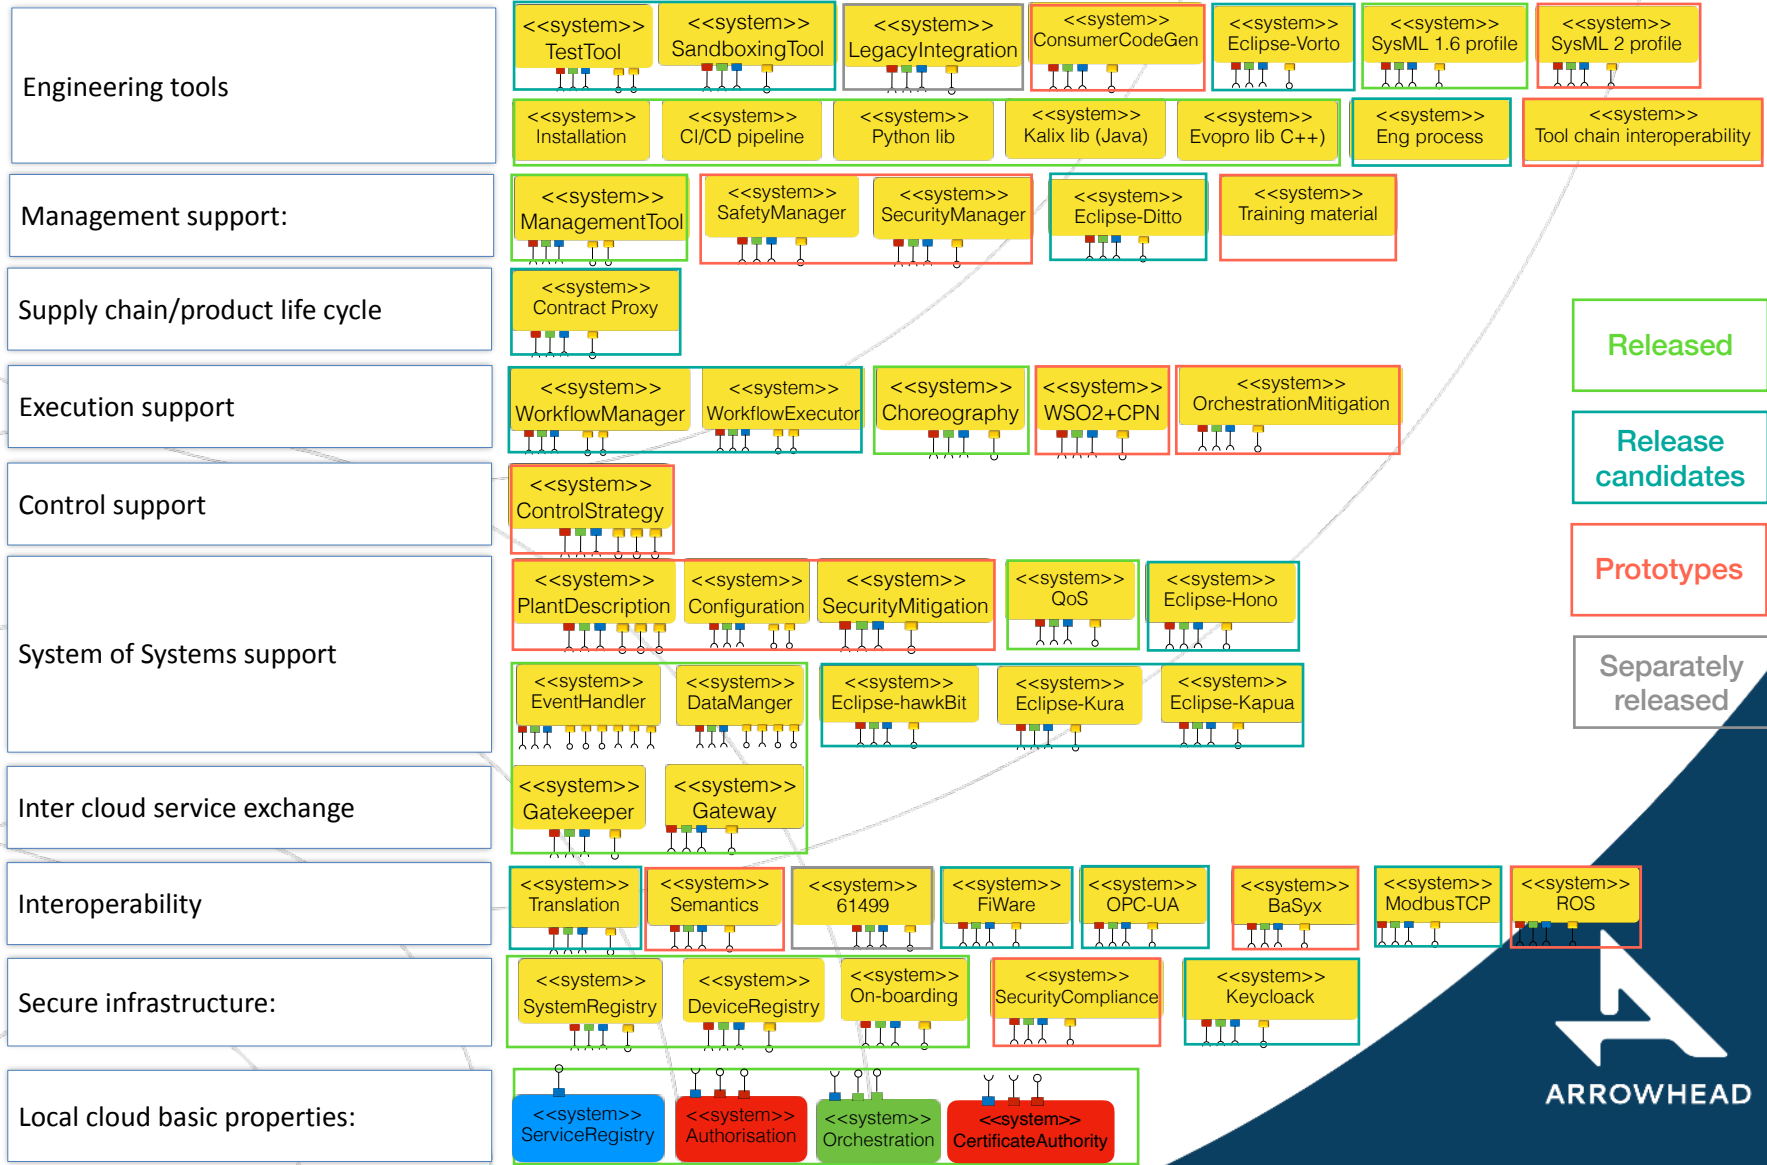 Engineering tools
<<system>>
TestTool
<<system>>
SandboxingTool
<<system>>
LegacyIntegration
<<system>>
ConsumerCodeGen
<<system>>
Eclipse-Vorto
<<system>>
SysML 1.6 profile
<<system>>
SysML 2 profile
<<system>>
Installation
<<system>>
CI/CD pipeline
<<system>>
Python lib
<<system>>
Kalix lib (Java)
<<system>>
Evopro lib C++)
<<system>>
Eng process
<<system>>
Tool chain interoperability
Management support:
<<system>>
ManagementTool
<<system>>
SafetyManager
<<system>>
SecurityManager
<<system>>
Eclipse-Ditto
<<system>>
Training material
Supply chain/product life cycle
<<system>>
Contract Proxy
Released
Execution support
<<system>>
WorkflowManager
<<system>>
WorkflowExecutor
<<system>>
Choreography
<<system>>
WSO2+CPN
<<system>>
OrchestrationMitigation
Release
candidates
Control support
<<system>>
ControlStrategy
Prototypes
System of Systems support
<<system>>
PlantDescription
<<system>>
Configuration
<<system>>
SecurityMitigation
<<system>>
QoS
<<system>>
Eclipse-Hono
<<system>>
EventHandler
<<system>>
DataManger
<<system>>
Eclipse-hawkBit
<<system>>
Eclipse-Kura
<<system>>
Eclipse-Kapua
Separately
released
Inter cloud service exchange
<<system>>
Gatekeeper
<<system>>
Gateway
Interoperability
<<system>>
Translation
<<system>>
Semantics
<<system>>
61499
<<system>>
FiWare
<<system>>
OPC-UA
<<system>>
BaSyx
<<system>>
ModbusTCP
<<system>>
ROS
Secure infrastructure:
<<system>>
SystemRegistry
<<system>>
DeviceRegistry
<<system>>
On-boarding
<<system>>
SecurityCompliance
<<system>>
Keycloack
ARROWHEAD
Local cloud basic properties:
<<system>>
ServiceRegistry
<<system>>
Authorisation
<<system>>
Orchestration
<<system>>
CertificateAuthority